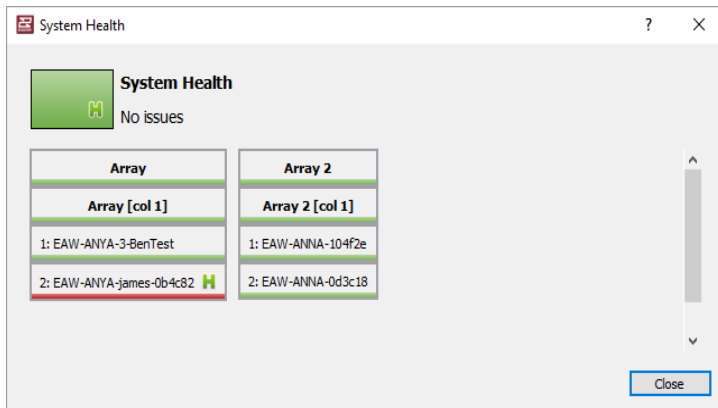 System Health
?
System Health
H
No issues
Array
Array 2
Array [col 1]
Array 2 [col 1]
1: EAW-ANYA-3-BenTest
1: EAW-ANNA-104f2e
2: EAW-ANYA-james-0b4c82 H
2: EAW-ANNA-0d3c18
Close